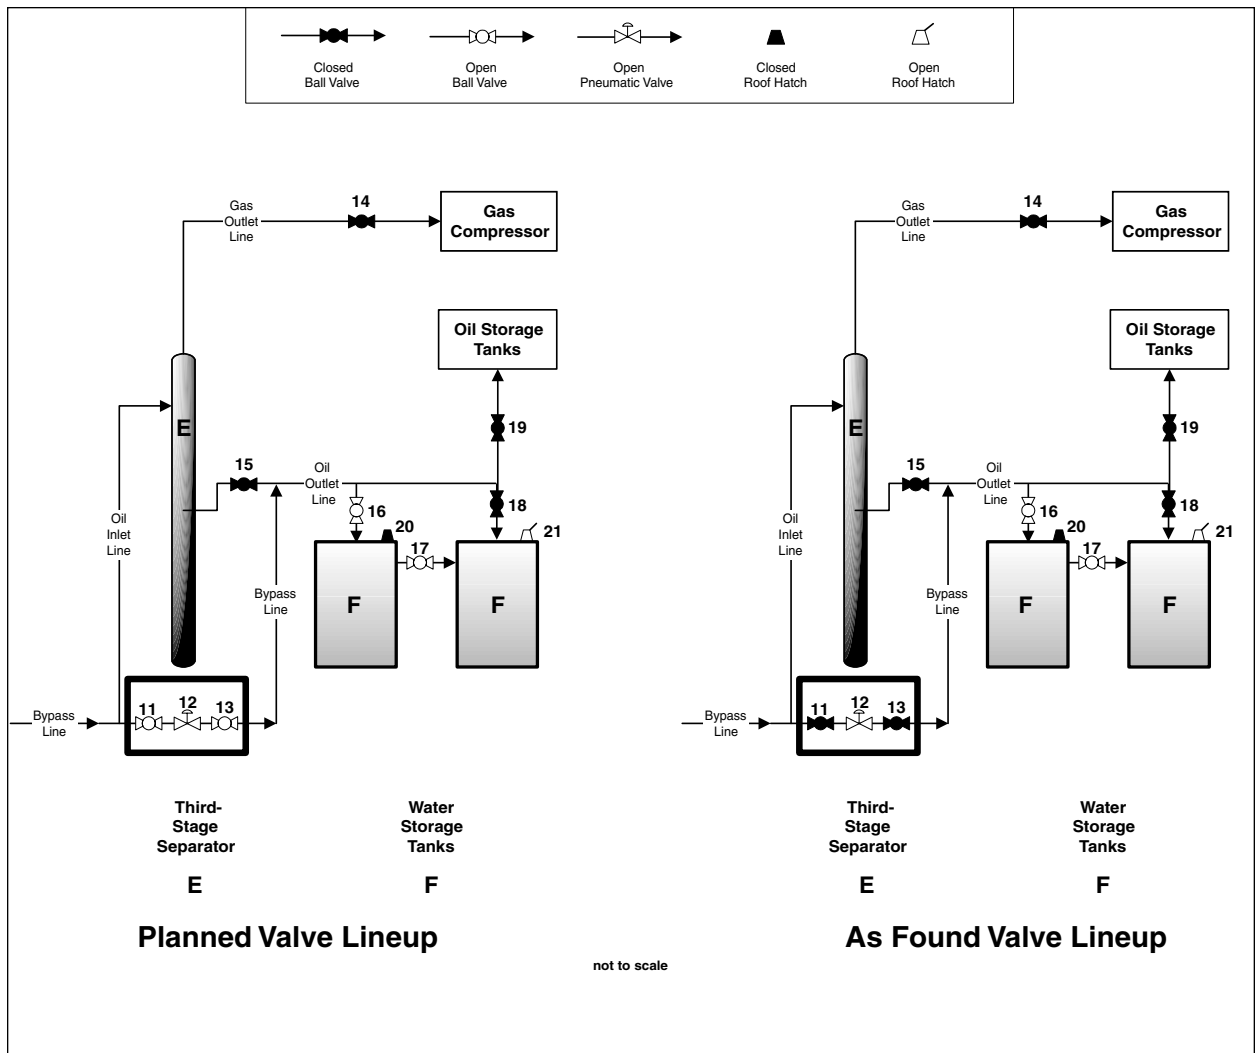 Closed
Ball Valve
Open
Ball Valve
Open
Pneumatic Valve
Closed
Roof Hatch
Open
Roof Hatch
Gas
Outlet
Line
14
Gas
Compressor
Oil Storage
Tanks
E
19
15
Oil
Outlet
Line
16
18
20
21
17
Oil
Inlet
Line
Bypass
Line
F
F
11
12
13
Bypass
Line
Third-
Stage
Separator
E
Water
Storage
Tanks
F
Planned Valve Lineup
Gas
Outlet
Line
14
Gas
Compressor
Oil Storage
Tanks
E
19
15
Oil
Outlet
Line
16
18
20
21
17
Oil
Inlet
Line
Bypass
Line
F
F
11
12
13
Bypass
Line
Third-
Stage
Separator
E
Water
Storage
Tanks
F
As Found Valve Lineup
not to scale